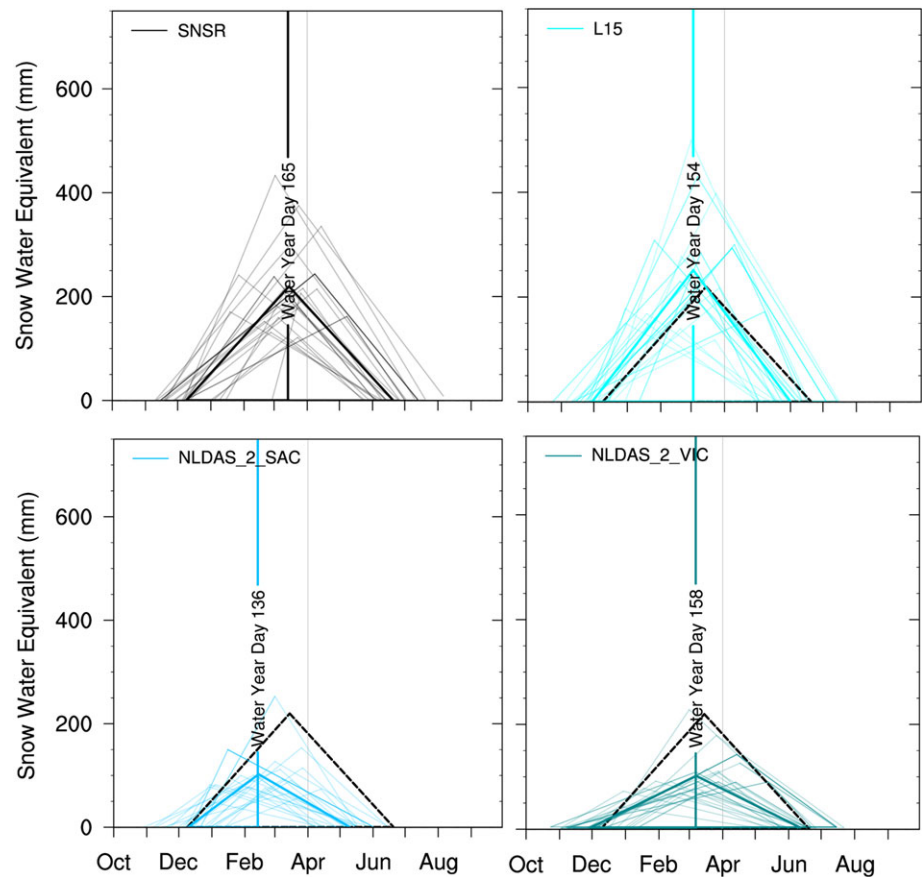 SNSR
L15
Snow Water Equivalent (mm)
600
400
200
0
Water Year Day 165
Water Year Day 154
NLDAS_2_SAC
NLDAS_2_VIC
Snow Water Equivalent (mm)
600
400
200
0
Water Year Day 136
Water Year Day 158
Oct Dec Feb Apr Jun Aug
Oct Dec Feb Apr Jun Aug